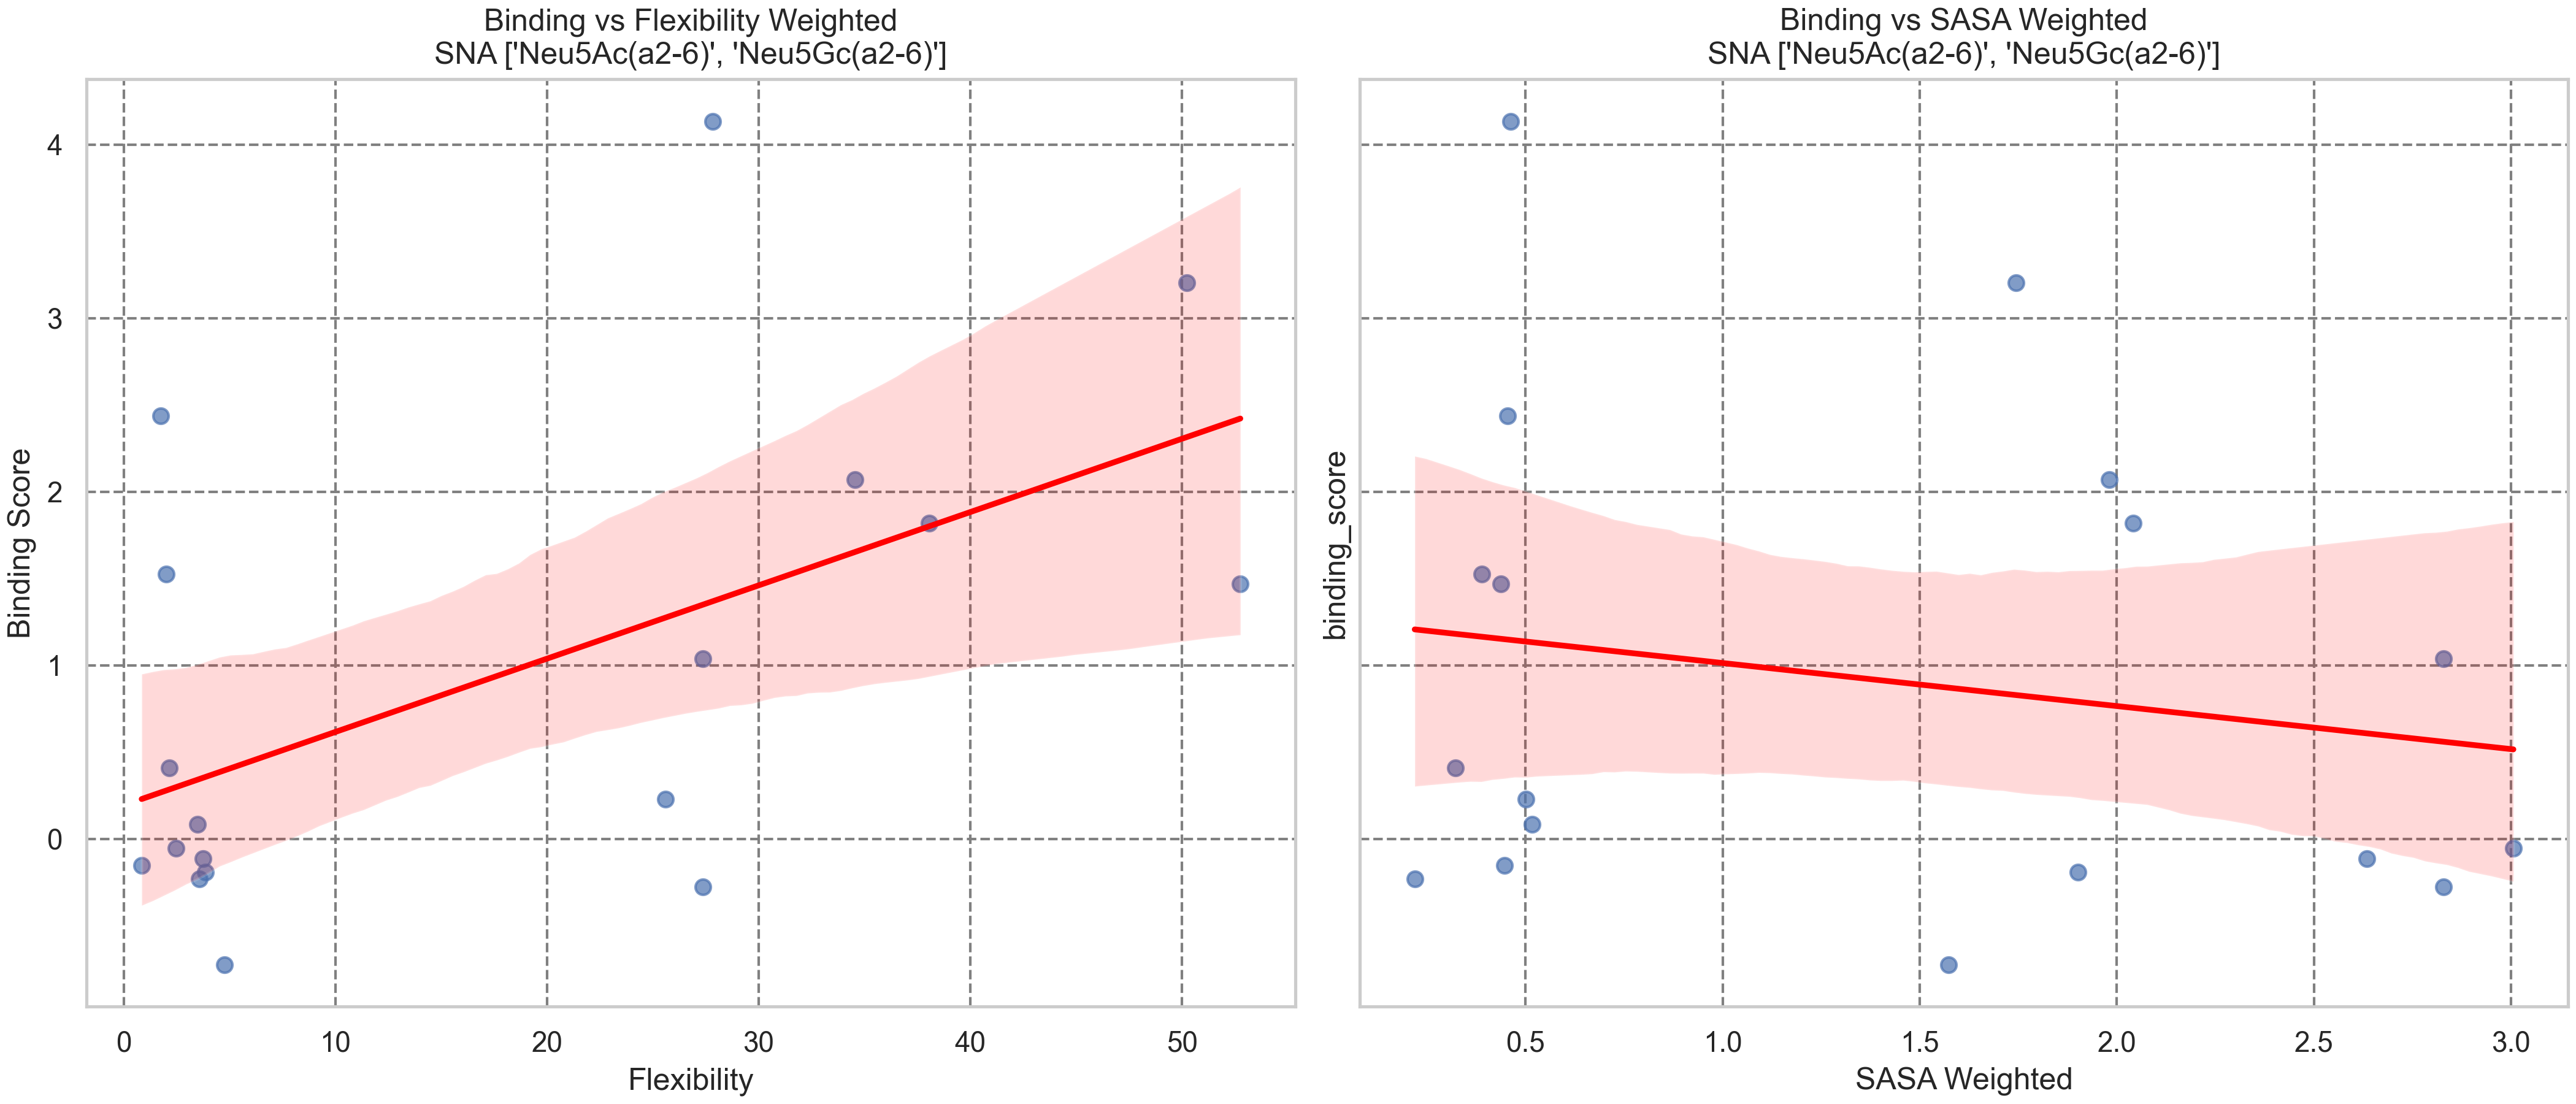 Binding vs Flexibility Weighted
SNA ['Neu5Ac(a2-6)', 'Neu5Gc(a2-6)']
Binding Score
4
3
2
1
0
0 10 20 30 40 50
Flexibility
Binding vs SASA Weighted
SNA ['Neu5Ac(a2-6)', 'Neu5Gc(a2-6)']
binding_score
0.5 1.0 1.5 2.0 2.5 3.0
SASA Weighted